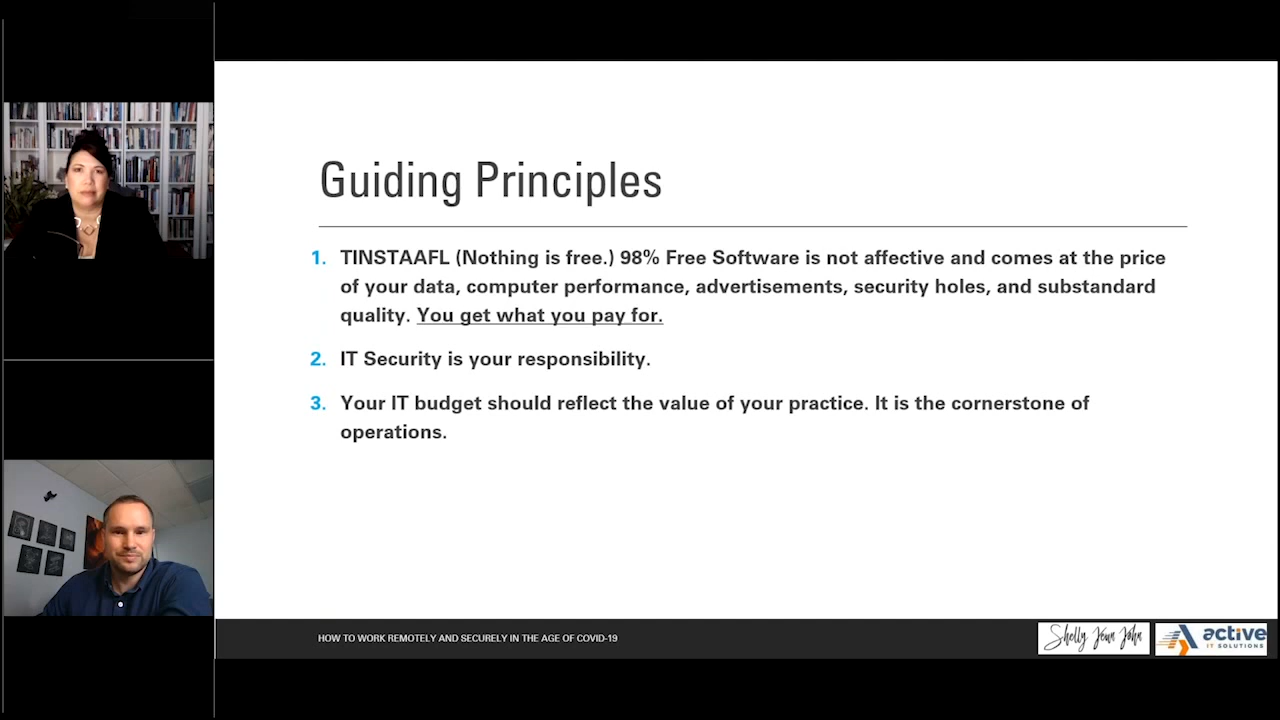 Guiding Principles
1. TINSTAAFL (Nothing is free.) 98% Free Software is not affective and comes at the price
of your data, computer performance, advertisements, security holes, and substandard
quality. You get what you pay for.
2. IT Security is your responsibility.
3. Your IT budget should reflect the value of your practice. It is the cornerstone of
operations.
HOW TO WORK REMOTELY AND SECURELY IN THE AGE OF COVID-19
Shelly Jean John
active
IT SOLUTIONS